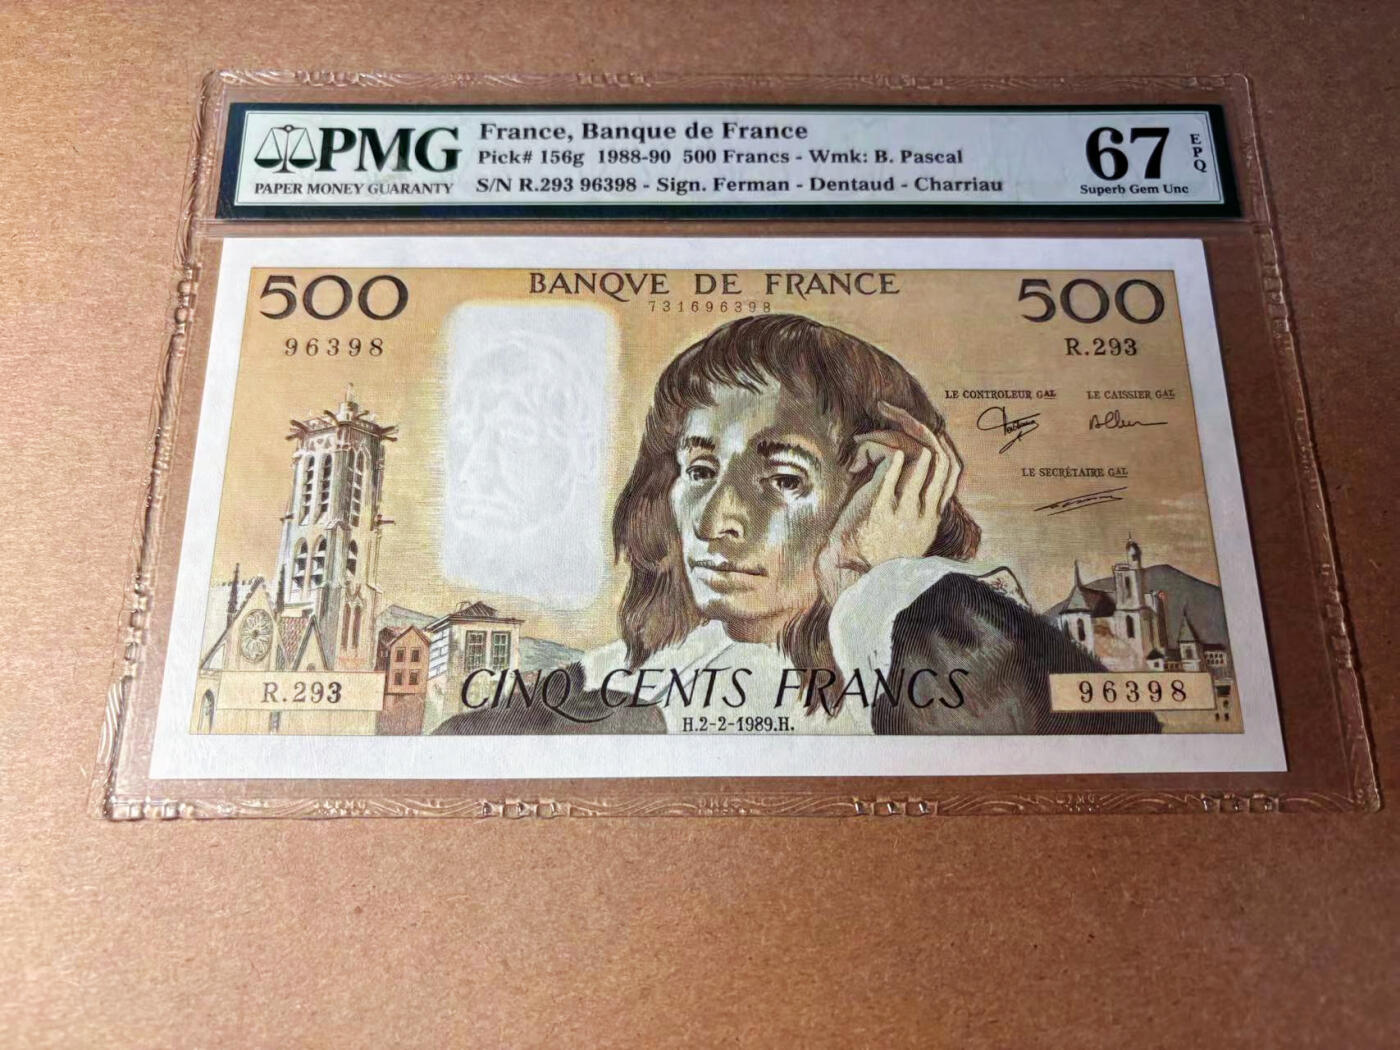 PMG
PAPER MONEY GUARANTY
France, Banque de France
Pick# 156g 1988-90 500 Francs - Wmk: B. Pascal
S/N R.293 96398 - Sign. Ferman - Dentaud - Charriau
67
EPQ
Superb Gem Unc
500
BANQVE DE FRANCE
500
731696398
96398
R.293
LE CONTROLEUR GAL
LE CAISSIER GAL
LE SECRÉTAIRE GAL
R.293
CINQ CENTS FRANCS
96398
H.2-2-1989.H.